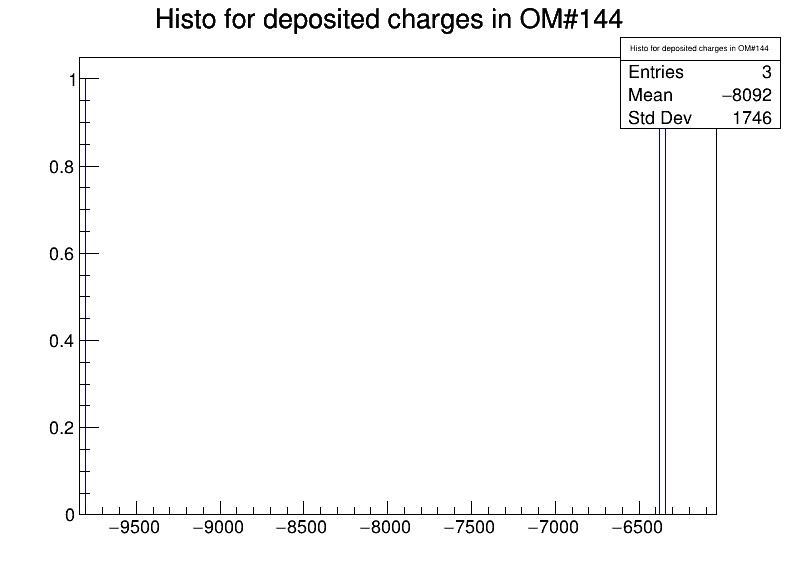 Histo for deposited charges in OM#144
Histo for deposited charges in OM#144
Entries 3
Mean −8092
Std Dev 1746
1
0.8
0.6
0.4
0.2
0
−9500 −9000 −8500 −8000 −7500 −7000 −6500